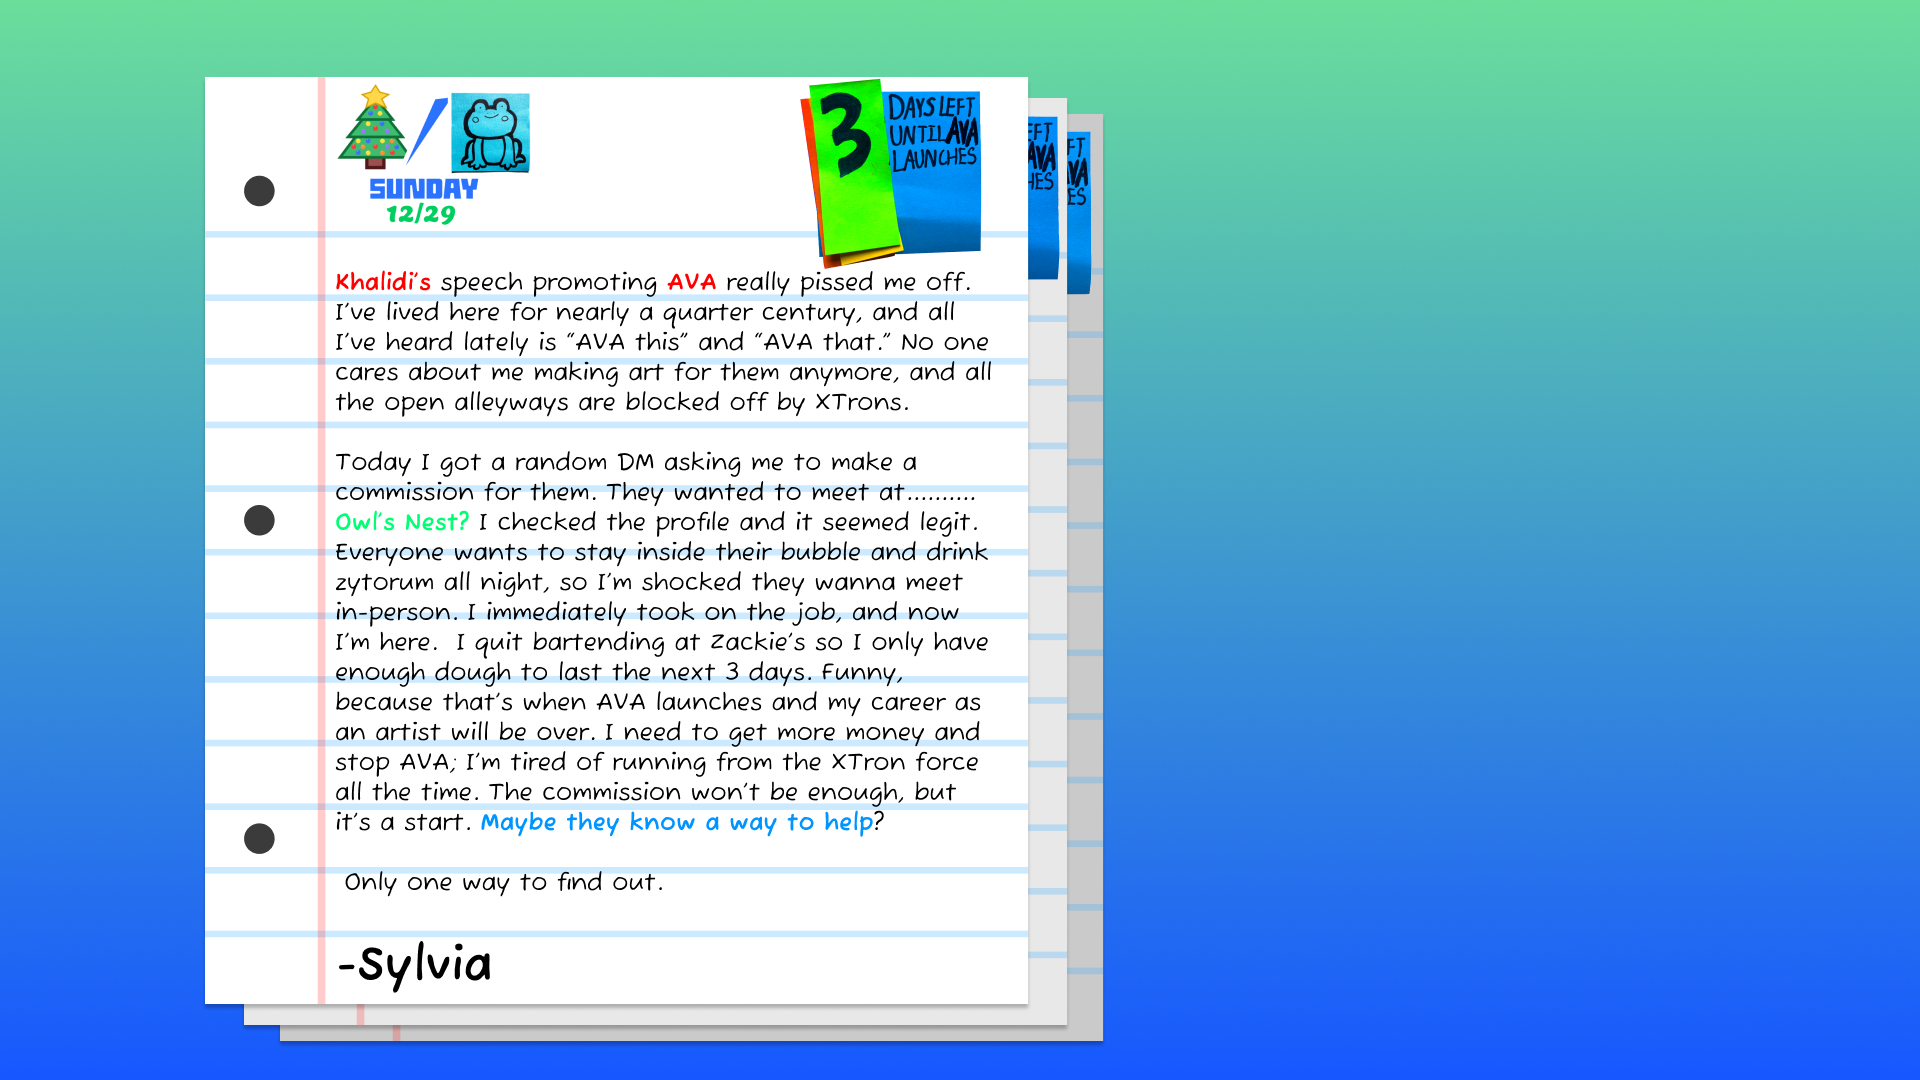 SUNDAY
12/29
3
DAYS LEFT
UNTIL AVA
LAUNCHES
EFT
AVA
HES
FT
VA
ES
Khalidi's speech promoting AVA really pissed me off.
I've lived here for nearly a quarter century, and all
I've heard lately is “AVA this” and “AVA that.” No one
cares about me making art for them anymore, and all
the open alleyways are blocked off by XTrons.
Today I got a random DM asking me to make a
commission for them. They wanted to meet at..........
Owl's Nest? I checked the profile and it seemed legit.
Everyone wants to stay inside their bubble and drink
zytorum all night, so I'm shocked they wanna meet
in-person. I immediately took on the job, and now
I'm here.  I quit bartending at Zackie's so I only have
enough dough to last the next 3 days. Funny,
because that's when AVA launches and my career as
an artist will be over. I need to get more money and
stop AVA; I'm tired of running from the XTron force
all the time. The commission won't be enough, but
it's a start. Maybe they know a way to help?
Only one way to find out.
-Sylvia